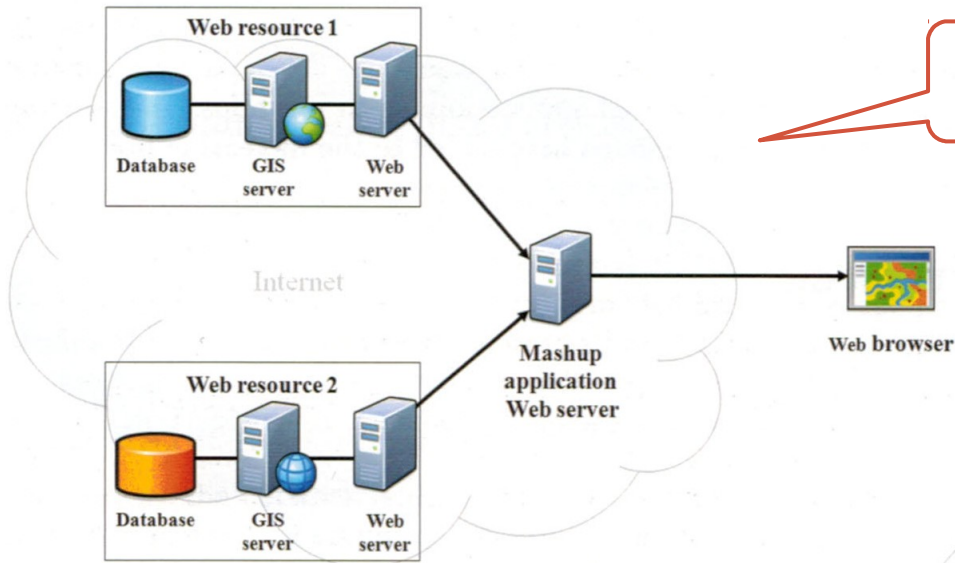 Web resource 1
Database
GIS
server
Web
server
Internet
Mashup
application
Web server
Web browser
Web resource 2
Database
GIS
server
Web
server